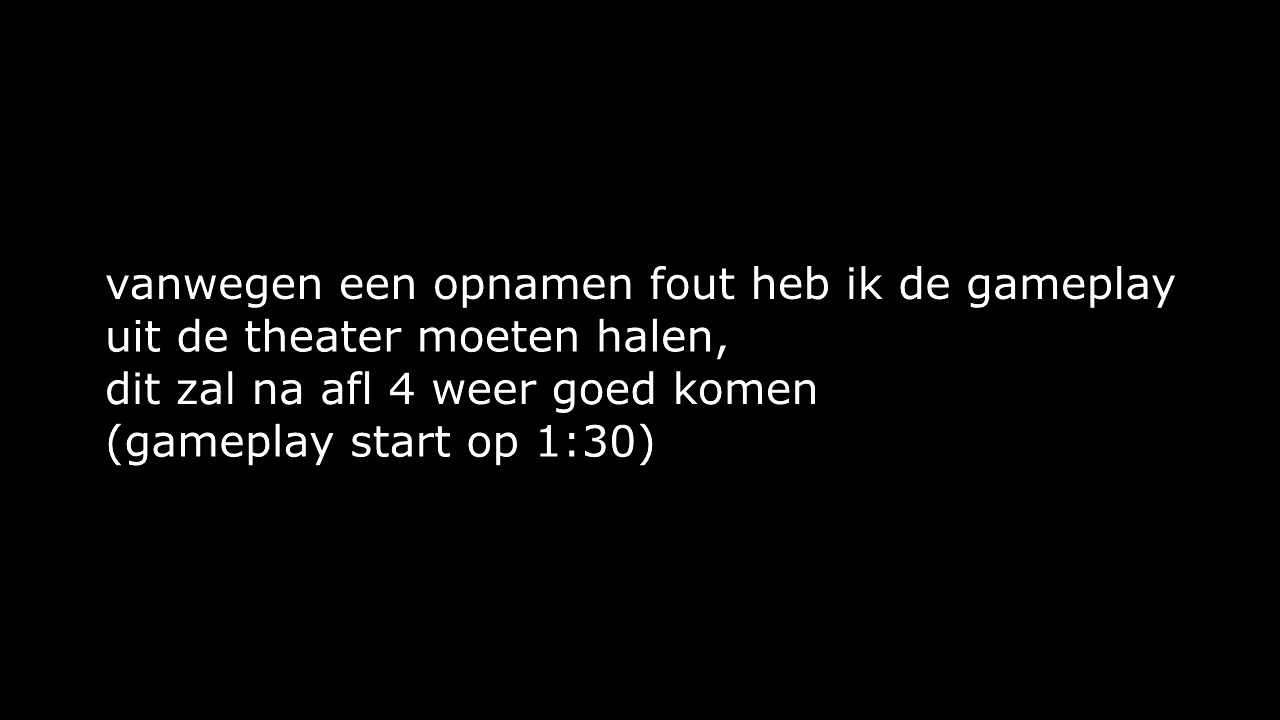 vanwegen een opnamen fout heb ik de gameplay
uit de theater moeten halen,
dit zal na afl 4 weer goed komen
(gameplay start op 1:30)